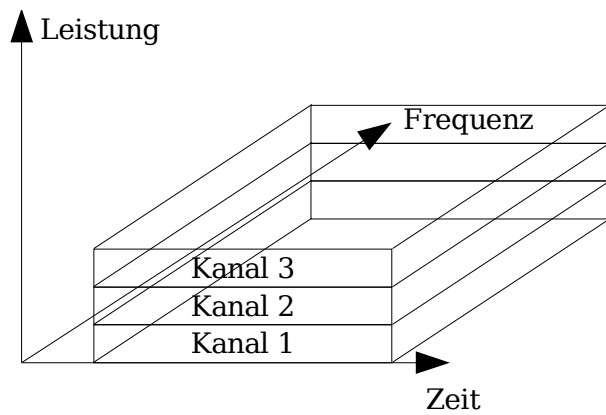 Leistung
Frequenz
Kanal 3
Kanal 2
Kanal 1
Zeit